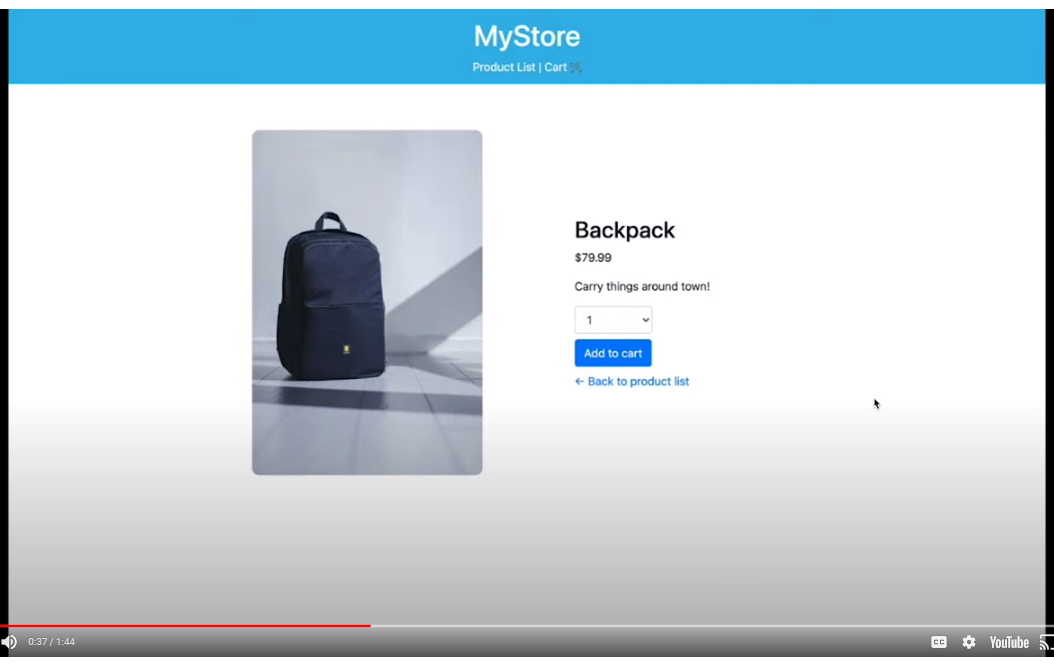 MyStore
Product List | Cart
Backpack
$79.99
Carry things around town!
1
Add to cart
← Back to product list
0:37 / 1:44
CC
YouTube